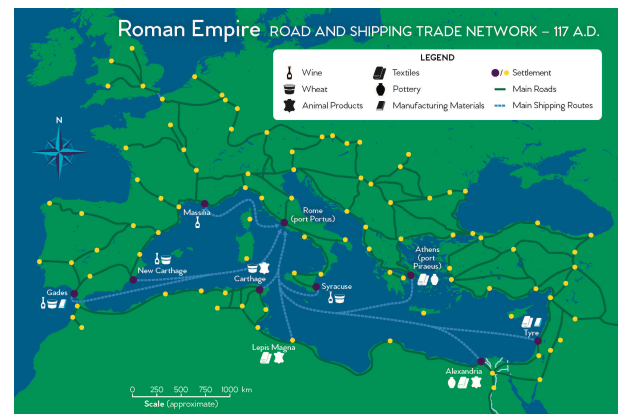 Roman Empire ROAD AND SHIPPING TRADE NETWORK – 117 A.D.
LEGEND
Wine
Textiles
Settlement
Wheat
Pottery
Main Roads
Animal Products
Manufacturing Materials
Main Shipping Routes
N
Massilia
Rome
(port Portus)
New Carthage
Gades
Carthage
Syracuse
Athens
(port
Piraeus)
Lepis Magna
Tyre
Alexandria
0 250 500 750 1000 km
Scale (approximate)